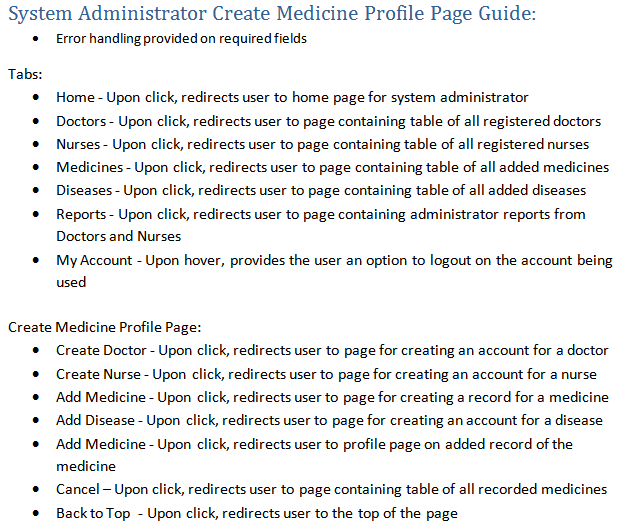 System Administrator Create Medicine Profile Page Guide:
• Error handling provided on required fields
Tabs:
• Home - Upon click, redirects user to home page for system administrator
• Doctors - Upon click, redirects user to page containing table of all registered doctors
• Nurses - Upon click, redirects user to page containing table of all registered nurses
• Medicines - Upon click, redirects user to page containing table of all added medicines
• Diseases - Upon click, redirects user to page containing table of all added diseases
• Reports - Upon click, redirects user to page containing administrator reports from
Doctors and Nurses
• My Account - Upon hover, provides the user an option to logout on the account being
used
Create Medicine Profile Page:
• Create Doctor - Upon click, redirects user to page for creating an account for a doctor
• Create Nurse - Upon click, redirects user to page for creating an account for a nurse
• Add Medicine - Upon click, redirects user to page for creating a record for a medicine
• Add Disease - Upon click, redirects user to page for creating an account for a disease
• Add Medicine - Upon click, redirects user to profile page on added record of the
medicine
• Cancel – Upon click, redirects user to page containing table of all recorded medicines
• Back to Top - Upon click, redirects user to the top of the page